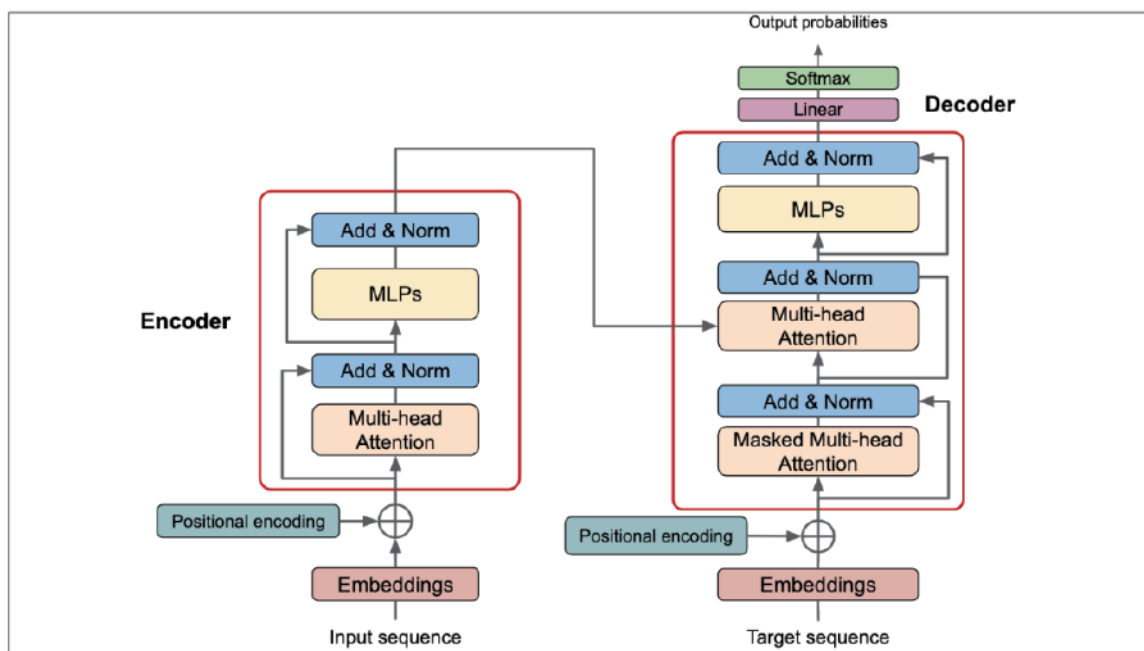 Output probabilities
Softmax
Linear
Decoder
Add & Norm
MLPs
Add & Norm
Multi-head
Attention
Add & Norm
Masked Multi-head
Attention
Positional encoding
Embeddings
Target sequence
Encoder
Add & Norm
MLPs
Add & Norm
Multi-head
Attention
Positional encoding
Embeddings
Input sequence